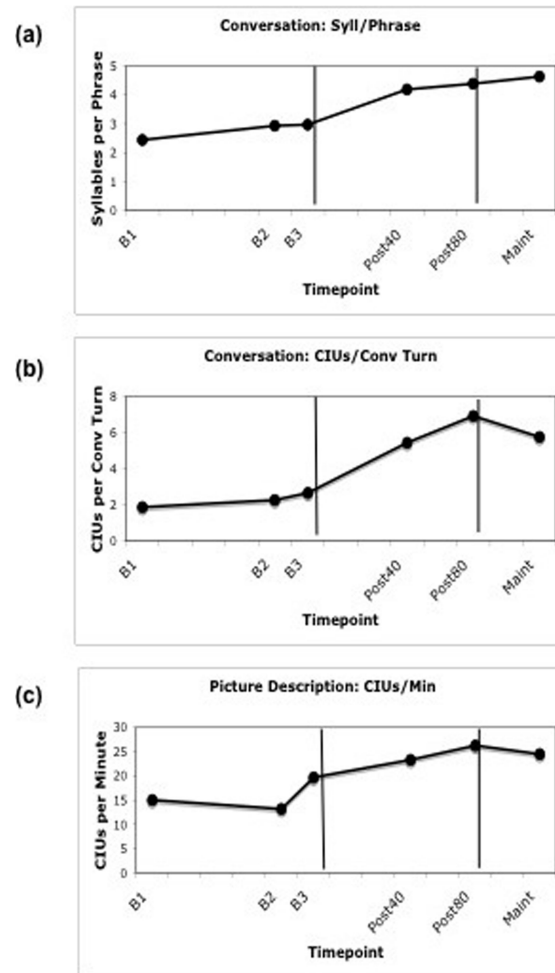 (a)
Conversation: Syll/Phrase
Syllables per Phrase
5
4
3
2
1
0
B1
B2
B3
Post40
Post80
Maint
Timepoint
(b)
Conversation: CIUs/Conv Turn
CIUs per Conv Turn
8
6
4
2
0
B1
B2
B3
Post40
Post80
Maint
Timepoint
(c)
Picture Description: CIUs/Min
CIUs per Minute
30
25
20
15
10
5
0
B1
B2
B3
Post40
Post80
Maint
Timepoint